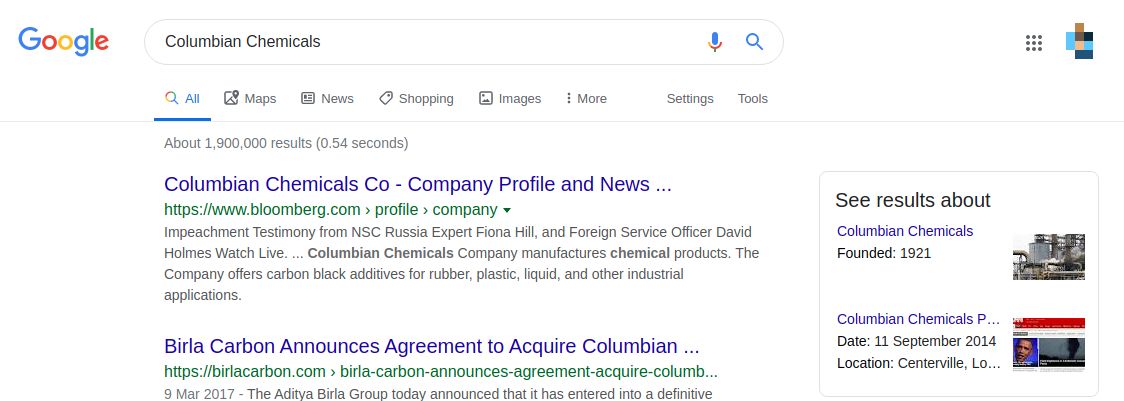 Google
Columbian Chemicals
All Maps News Shopping Images More Settings Tools
About 1,900,000 results (0.54 seconds)
Columbian Chemicals Co - Company Profile and News ...
https://www.bloomberg.com › profile › company
Impeachment Testimony from NSC Russia Expert Fiona Hill, and Foreign Service Officer David
Holmes Watch Live. ... Columbian Chemicals Company manufactures chemical products. The
Company offers carbon black additives for rubber, plastic, liquid, and other industrial
applications.
Birla Carbon Announces Agreement to Acquire Columbian ...
https://birlacarbon.com › birla-carbon-announces-agreement-acquire-columb...
9 Mar 2017 - The Aditya Birla Group today announced that it has entered into a definitive
See results about
Columbian Chemicals
Founded: 1921
Columbian Chemicals P...
Date: 11 September 2014
Location: Centerville, Lo...